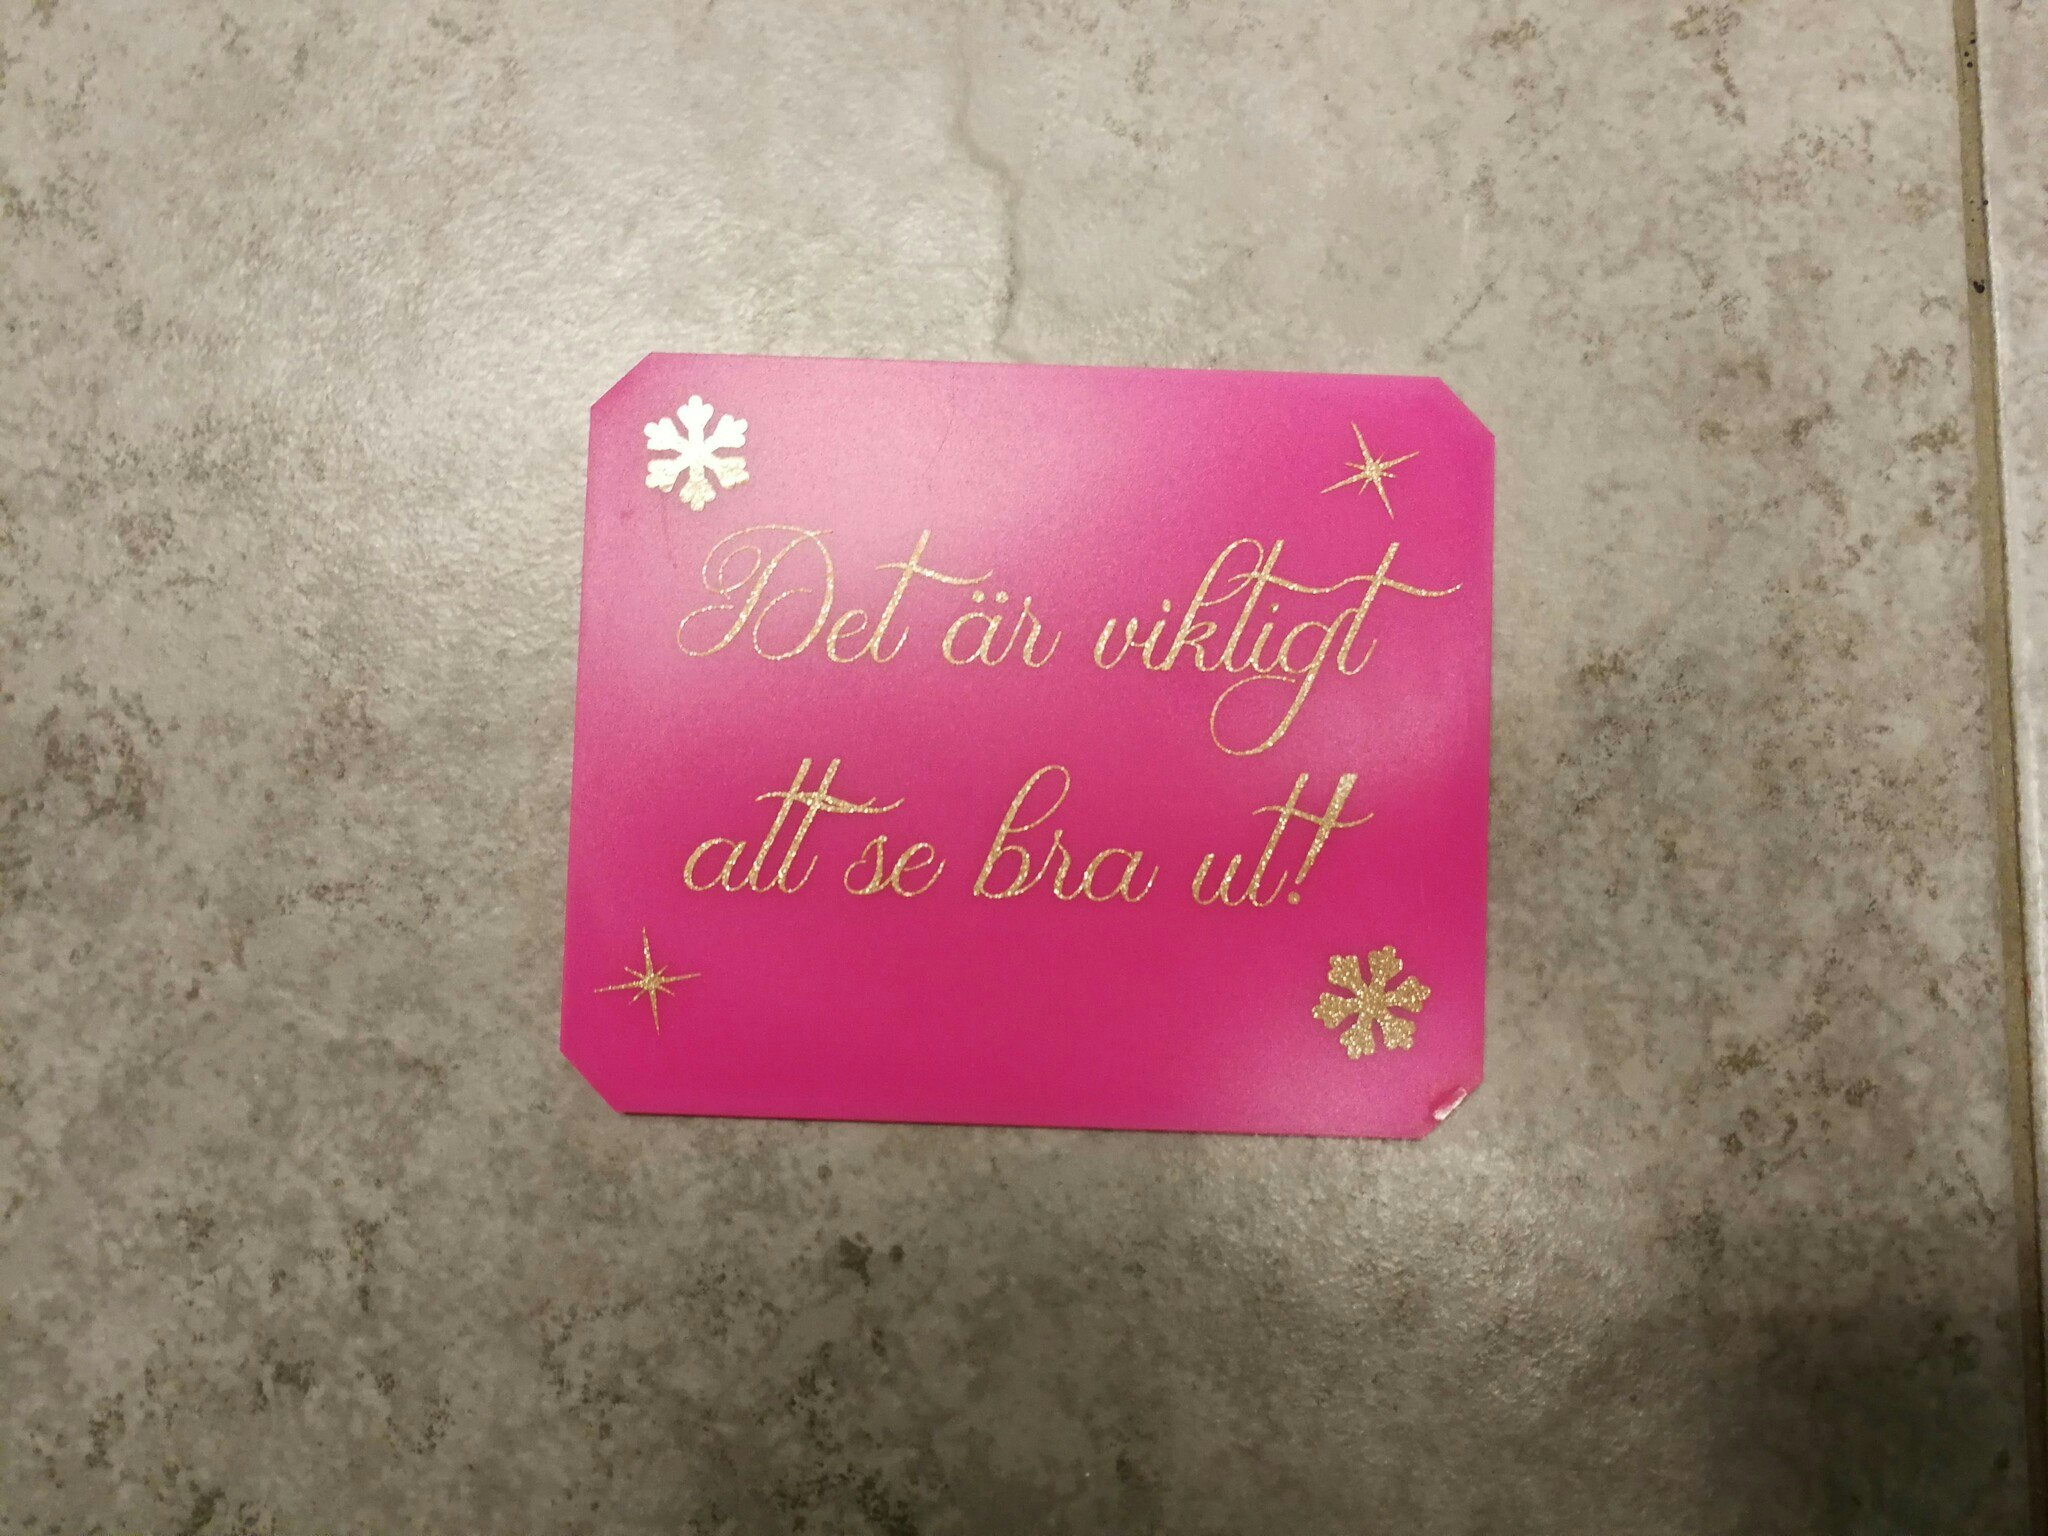 Det är viktigt
att se bra ut!